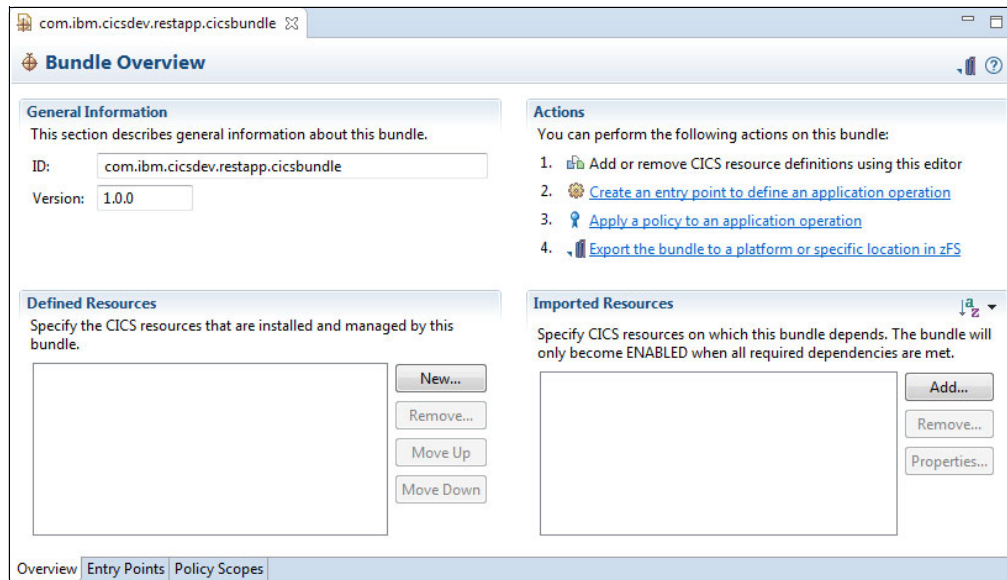 com.ibm.cicsdev.restapp.cicsbundle
Bundle Overview
General Information
This section describes general information about this bundle.
ID: com.ibm.cicsdev.restapp.cicsbundle
Version: 1.0.0
Actions
You can perform the following actions on this bundle:
1. Add or remove CICS resource definitions using this editor
2. Create an entry point to define an application operation
3. Apply a policy to an application operation
4. Export the bundle to a platform or specific location in zFS
Defined Resources
Specify the CICS resources that are installed and managed by this
bundle.
New...
Remove...
Move Up
Move Down
Imported Resources
Specify CICS resources on which this bundle depends. The bundle will
only become ENABLED when all required dependencies are met.
Add...
Remove...
Properties...
Overview Entry Points Policy Scopes